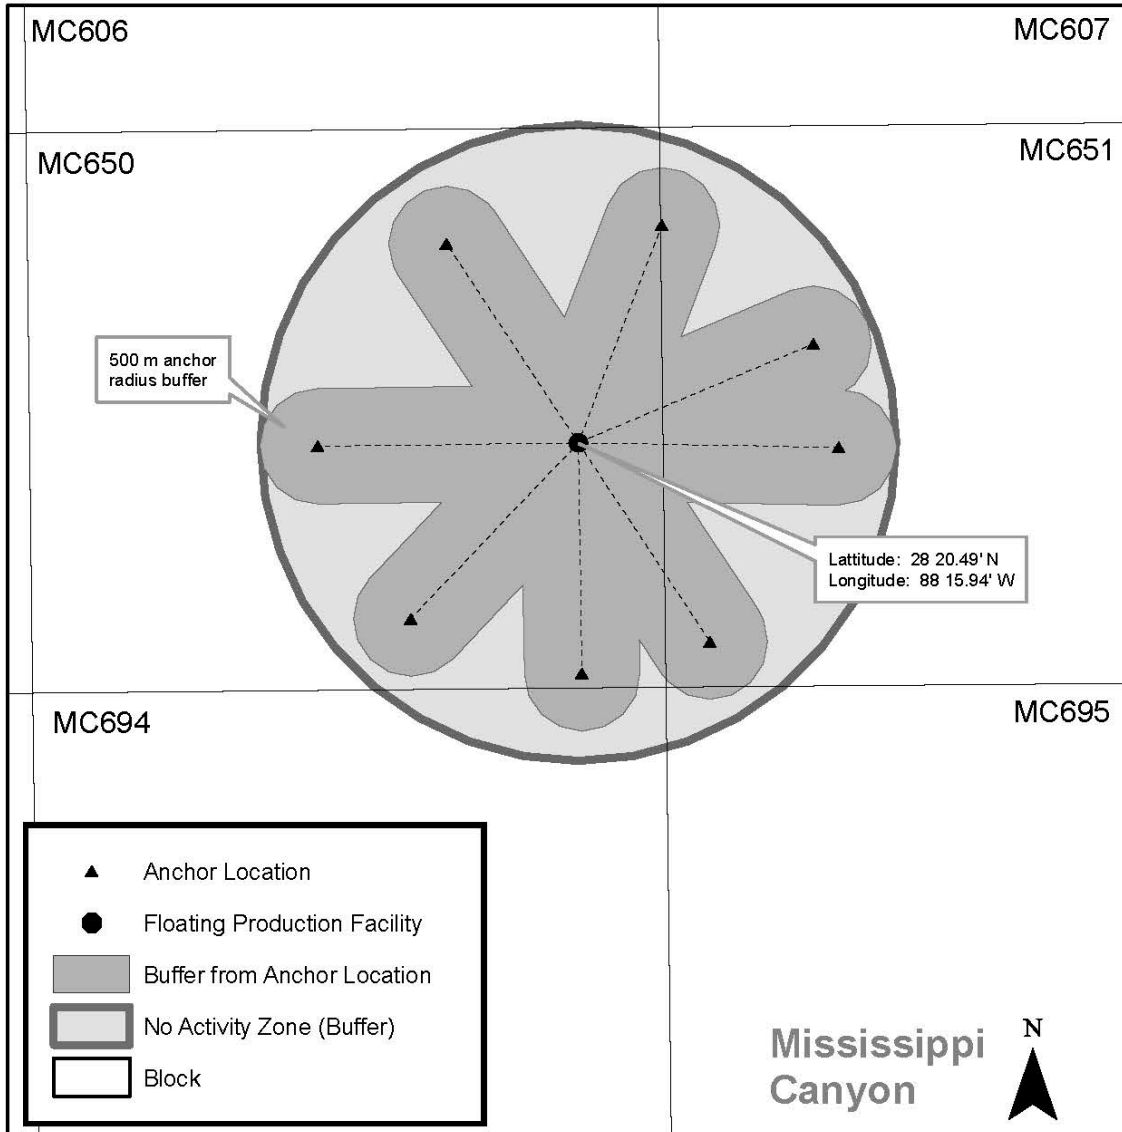 MC606
MC607
MC650
MC651
500 m anchor
radius buffer
Lattitude: 28 20.49' N
Longitude: 88 15.94' W
MC694
MC695
Anchor Location
Floating Production Facility
Buffer from Anchor Location
No Activity Zone (Buffer)
Block
Mississippi
Canyon
N